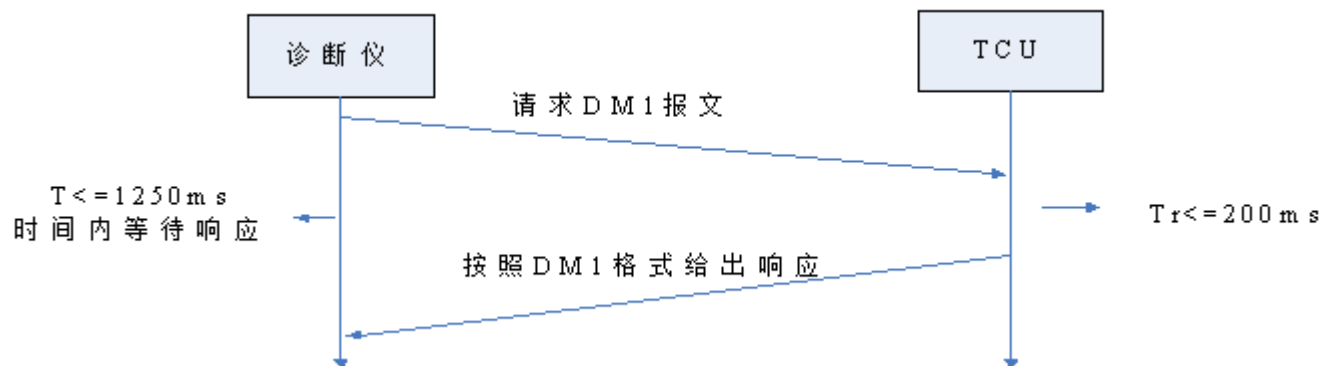 诊断仪
TCU
请求DM1报文
T<=1250ms
时间内等待响应
Tr<=200ms
按照DM1格式给出响应